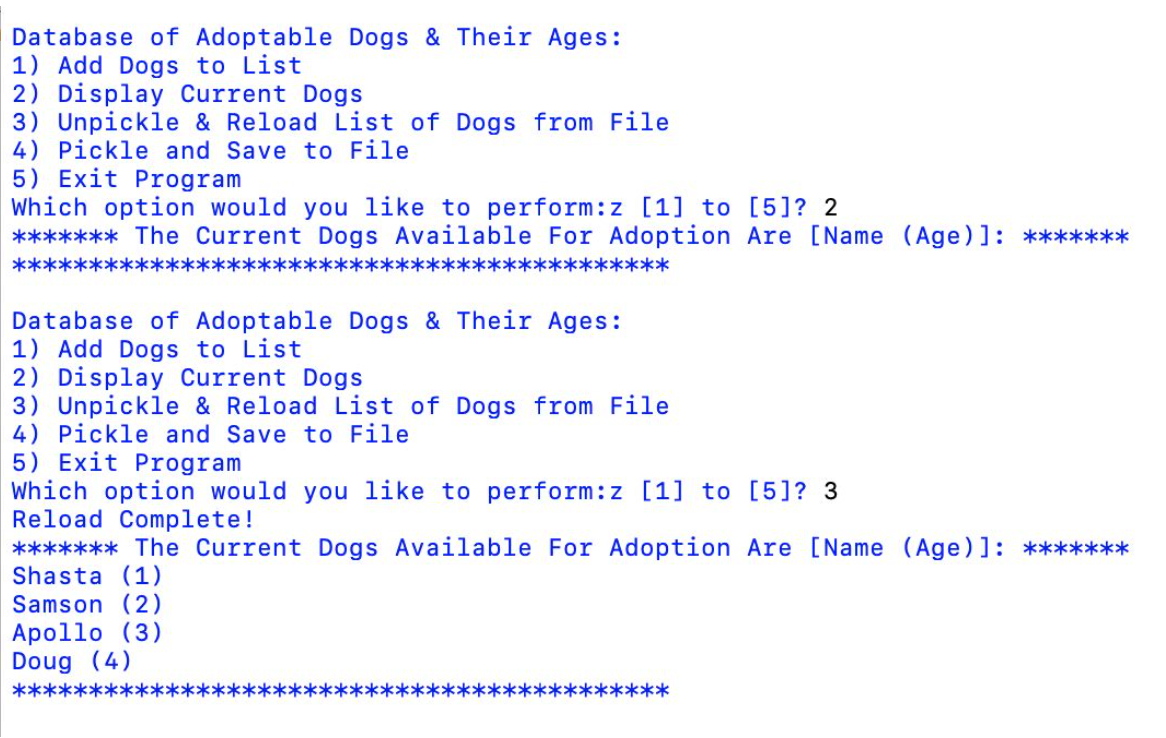 Database of Adoptable Dogs & Their Ages:
1) Add Dogs to List
2) Display Current Dogs
3) Unpickle & Reload List of Dogs from File
4) Pickle and Save to File
5) Exit Program
Which option would you like to perform:z [1] to [5]? 2
******* The Current Dogs Available For Adoption Are [Name (Age)]: *******
*******************************************
Database of Adoptable Dogs & Their Ages:
1) Add Dogs to List
2) Display Current Dogs
3) Unpickle & Reload List of Dogs from File
4) Pickle and Save to File
5) Exit Program
Which option would you like to perform:z [1] to [5]? 3
Reload Complete!
******* The Current Dogs Available For Adoption Are [Name (Age)]: *******
Shasta (1)
Samson (2)
Apollo (3)
Doug (4)
*******************************************